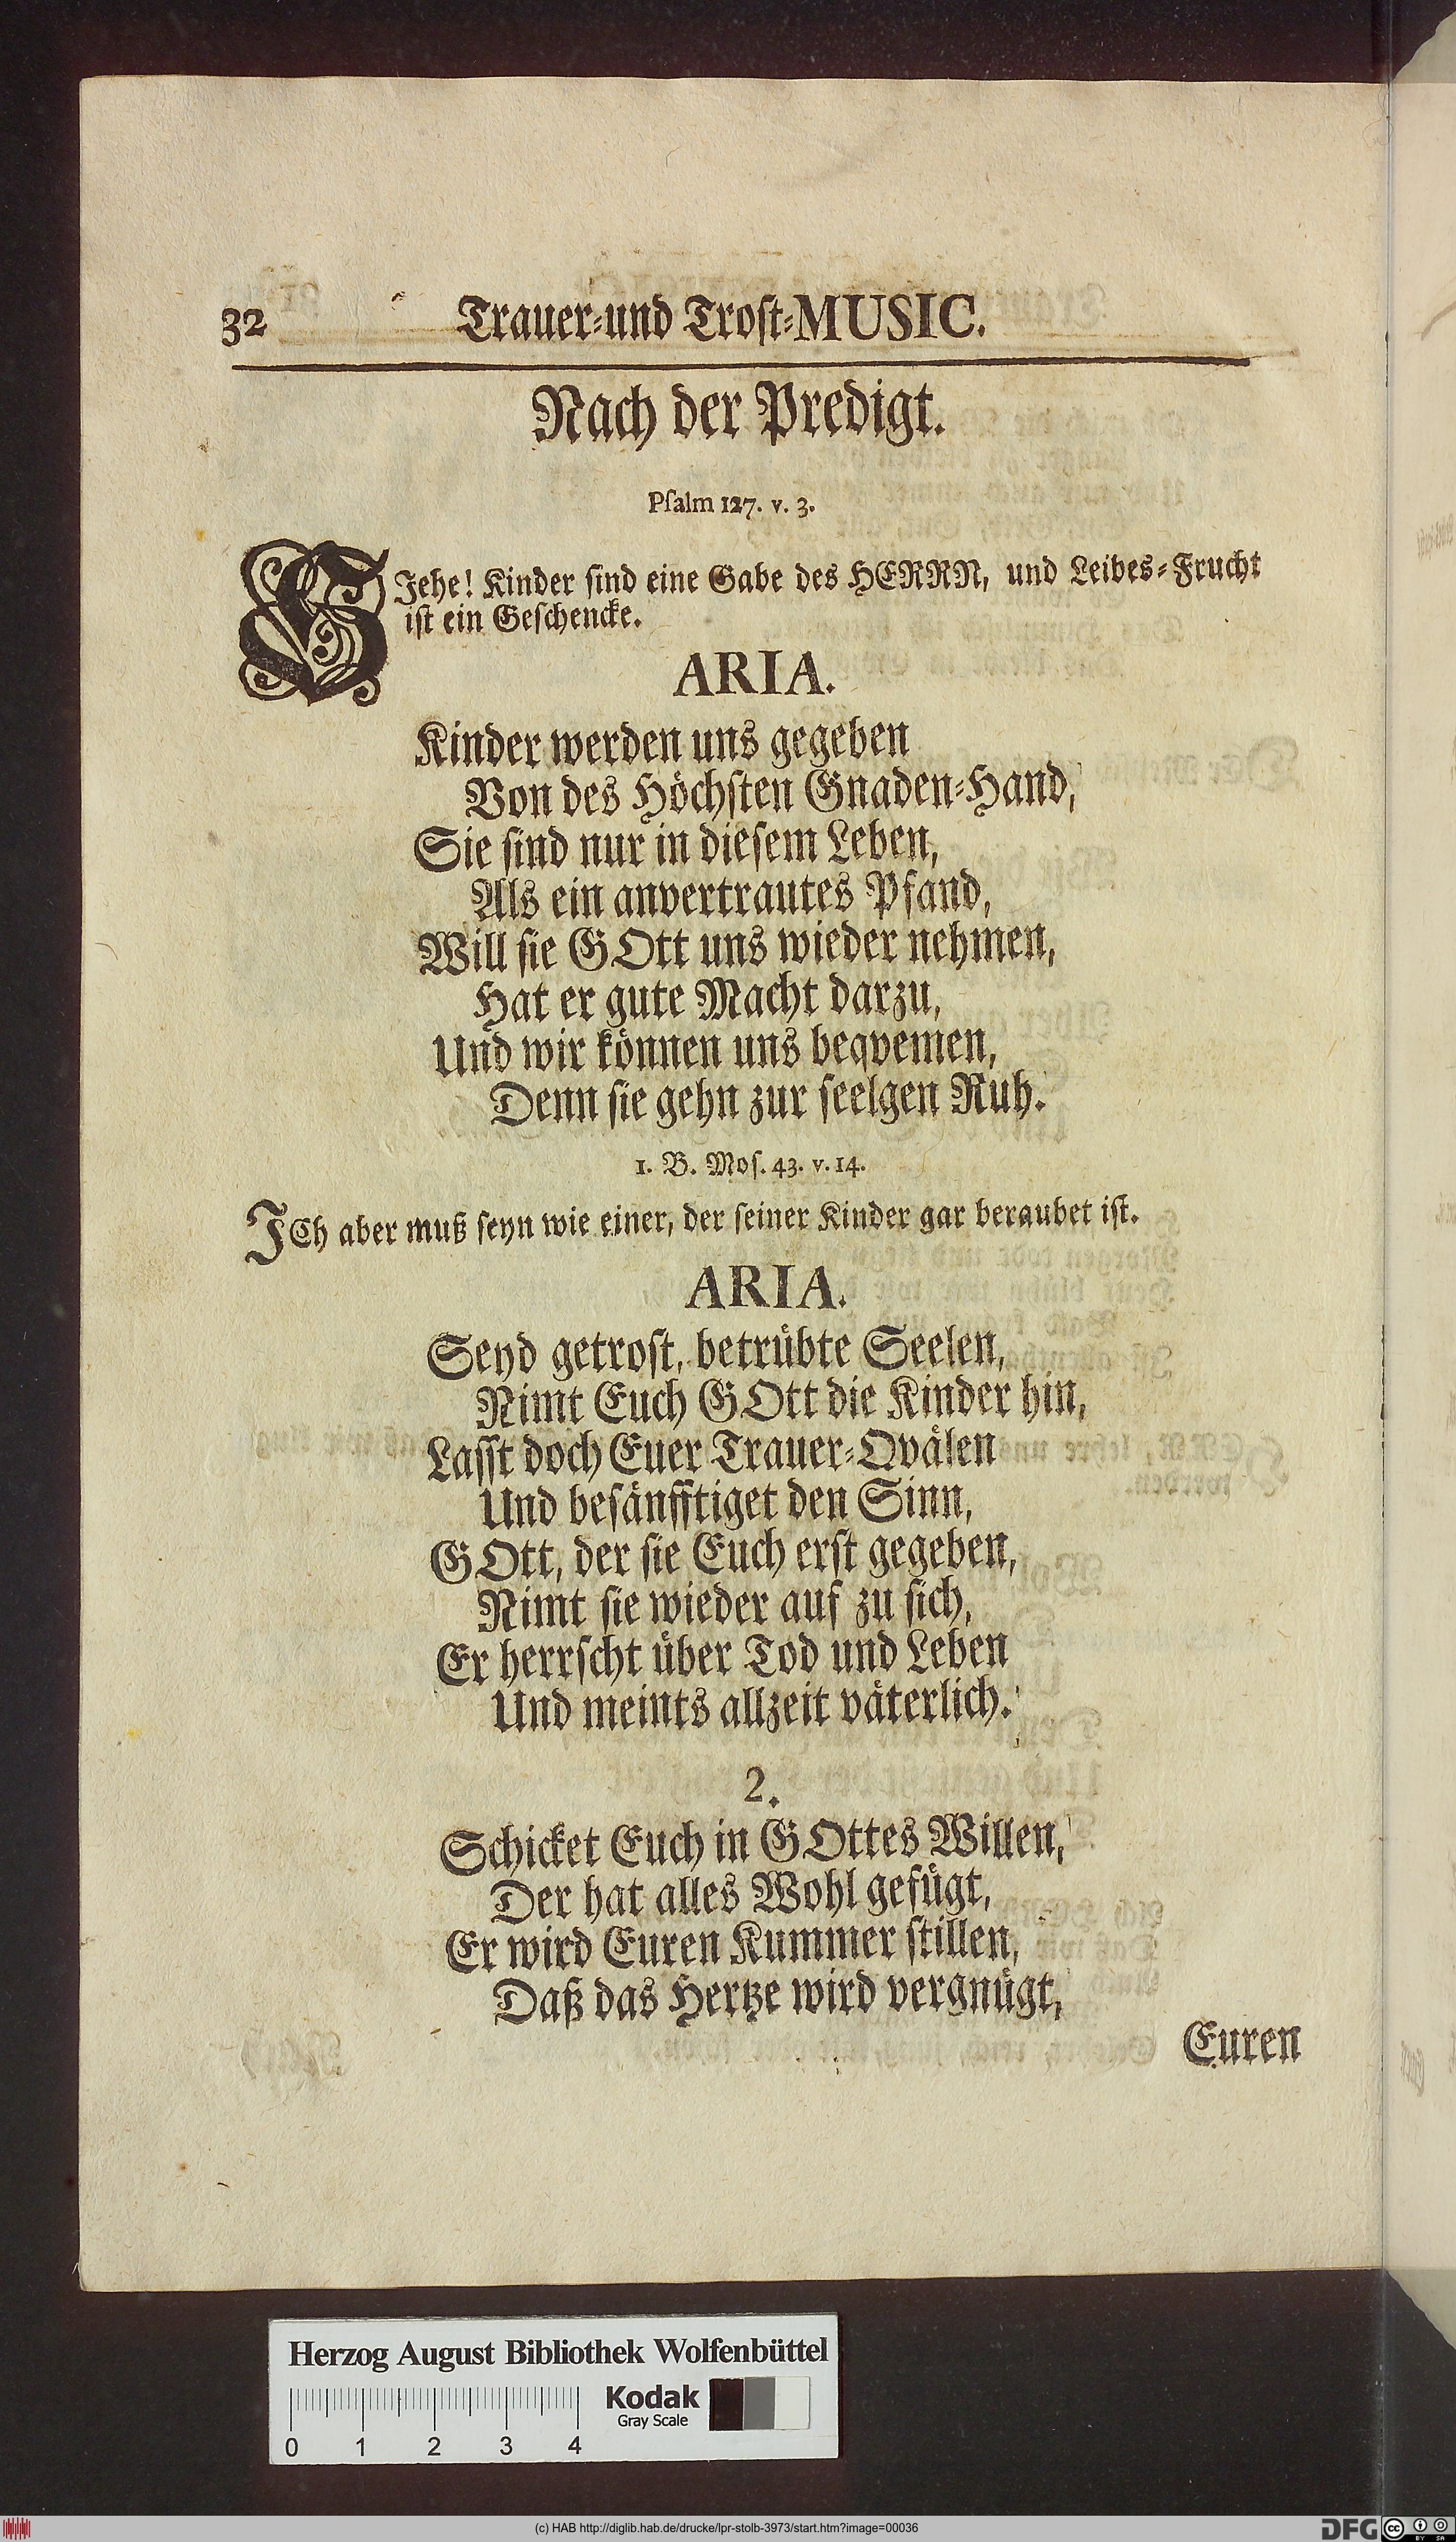 32 Trauer-und Trost-MUSIC.
Nach der Predigt.
Psalm 127. v. 3.
SJehe! Kinder sind eine Gabe des HERRN, und Leibes-Frucht
ist ein Geschencke.
ARIA.
Kinder werden uns gegeben
Von des Höchsten Gnaden-Hand,
Sie sind nur in diesem Leben,
Als ein anvertrautes Pfand,
Will sie GOtt uns wieder nehmen,
Hat er gute Macht darzu,
Und wir können uns beqvemen,
Denn sie gehn zur seelgen Ruh.
1. B. Mos. 43. v. 14.
JCh aber muß seyn wie einer, der seiner Kinder gar beraubet ist.
ARIA.
Seyd getrost, betrübte Seelen,
Nimt Euch GOtt die Kinder hin,
Lasst doch Euer Trauer-Qvälen
Und besänfftiget den Sinn,
GOtt, der sie Euch erst gegeben,
Nimt sie wieder auf zu sich,
Er herrscht über Tod und Leben
Und meints allzeit väterlich.
2.
Schicket Euch in GOttes Willen,
Der hat alles Wohl gefügt,
Er wird Euren Kummer stillen,
Daß das Hertze wird vergnügt,
Euren
Herzog August Bibliothek Wolfenbüttel
Kodak
Gray Scale
0 1 2 3 4
(c) HAB http://diglib.hab.de/drucke/lpr-stolb-3973/start.htm?image=00036
DFG cc BY SA